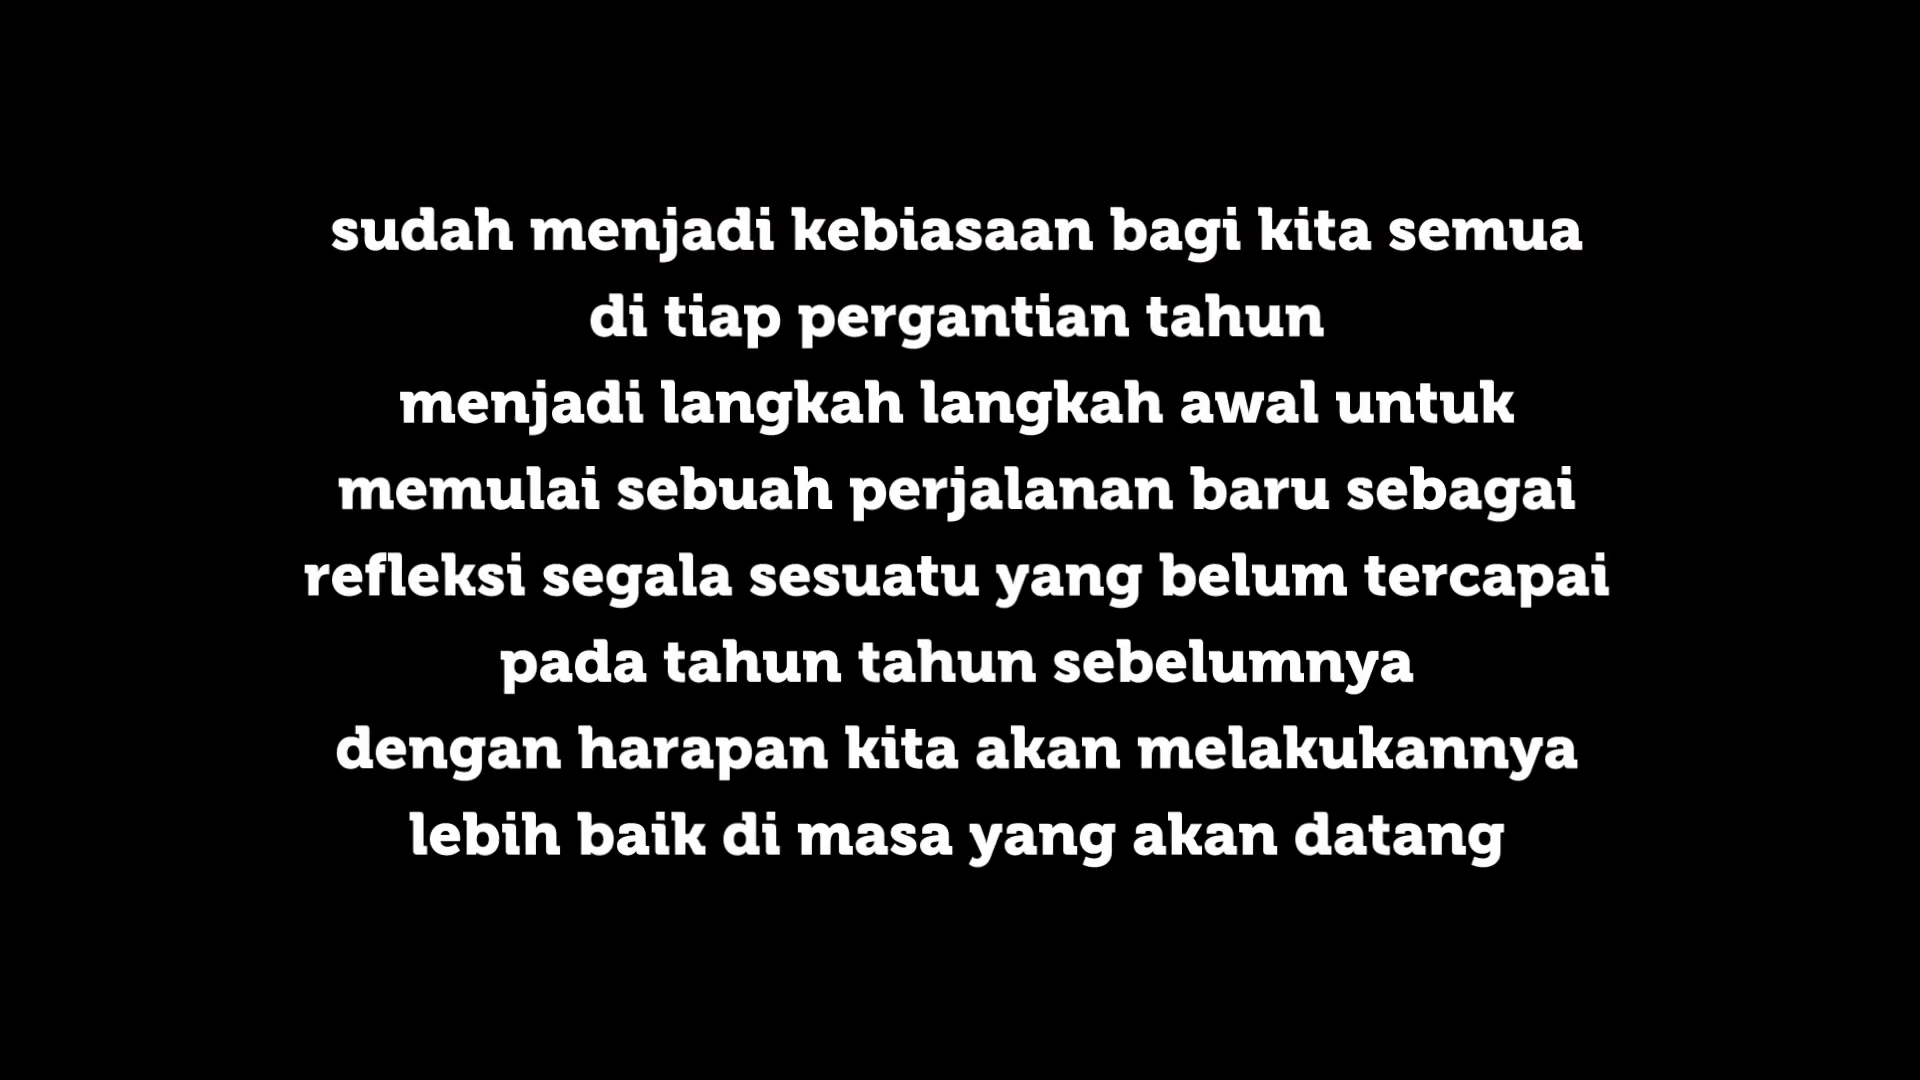 sudah menjadi kebiasaan bagi kita semua
di tiap pergantian tahun
menjadi langkah langkah awal untuk
memulai sebuah perjalanan baru sebagai
refleksi segala sesuatu yang belum tercapai
pada tahun tahun sebelumnya
dengan harapan kita akan melakukannya
lebih baik di masa yang akan datang